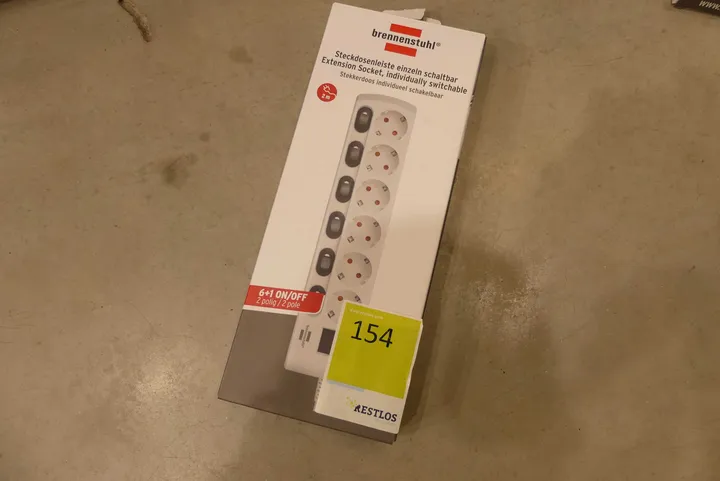 brennenstuhl®
Steckdosenleiste einzeln schaltbar
Extension Socket, individually switchable
Stekkerdoos individueel schakelbaar
2 m
6+1 ON/OFF
2 polig / 2 pole
154
RESTLOS